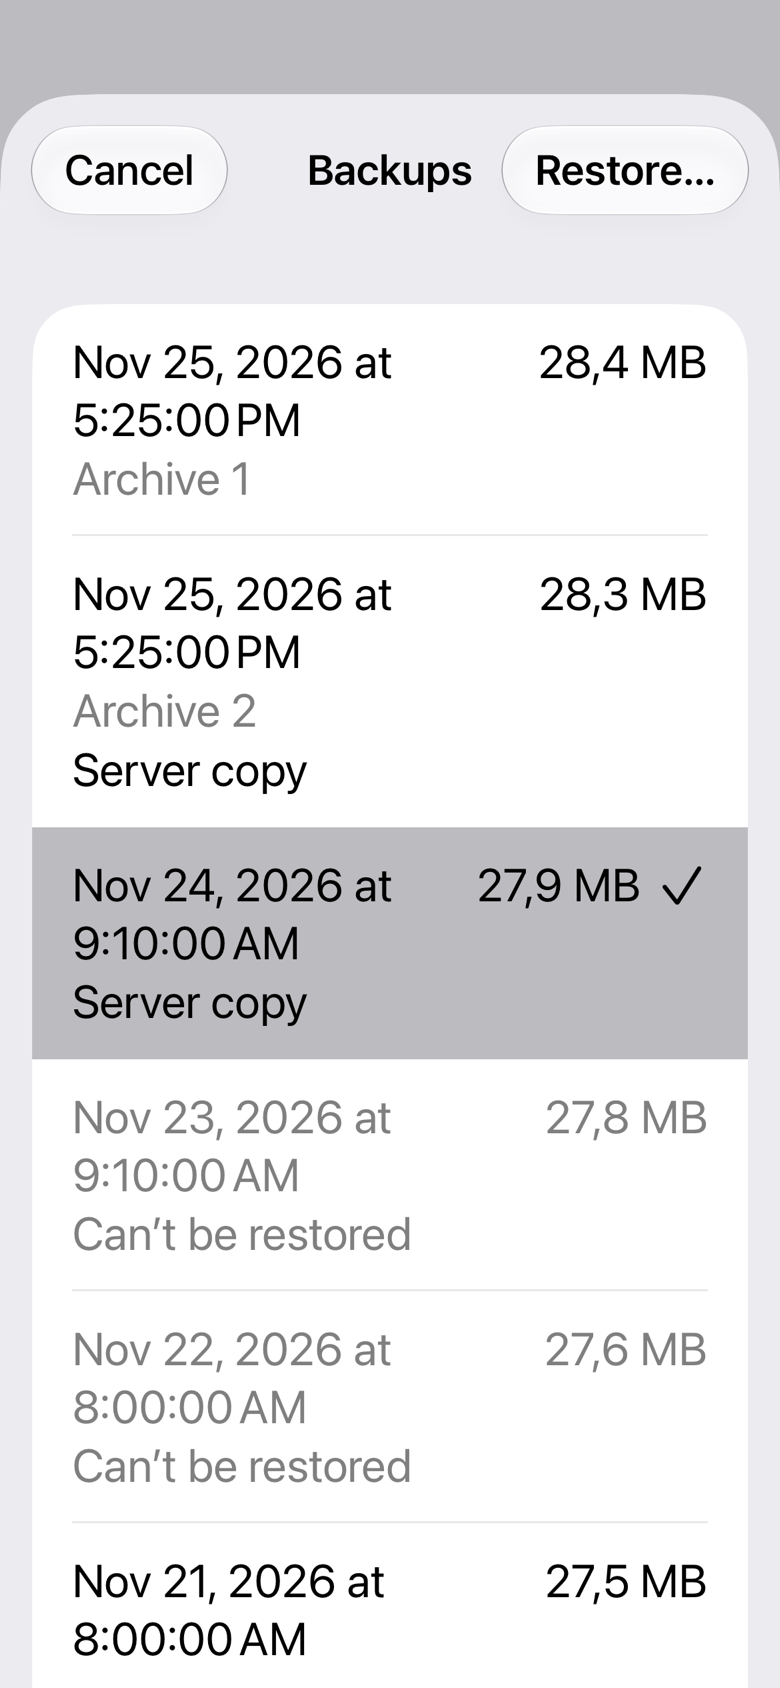 Cancel
Backups
Restore...
Nov 25, 2026 at
28,4 MB
5:25:00 PM
Archive 1
Nov 25, 2026 at
28,3 MB
5:25:00 PM
Archive 2
Server copy
Nov 24, 2026 at
27,9 MB
9:10:00 AM
Server copy
Nov 23, 2026 at
27,8 MB
9:10:00 AM
Can’t be restored
Nov 22, 2026 at
27,6 MB
8:00:00 AM
Can’t be restored
Nov 21, 2026 at
27,5 MB
8:00:00 AM